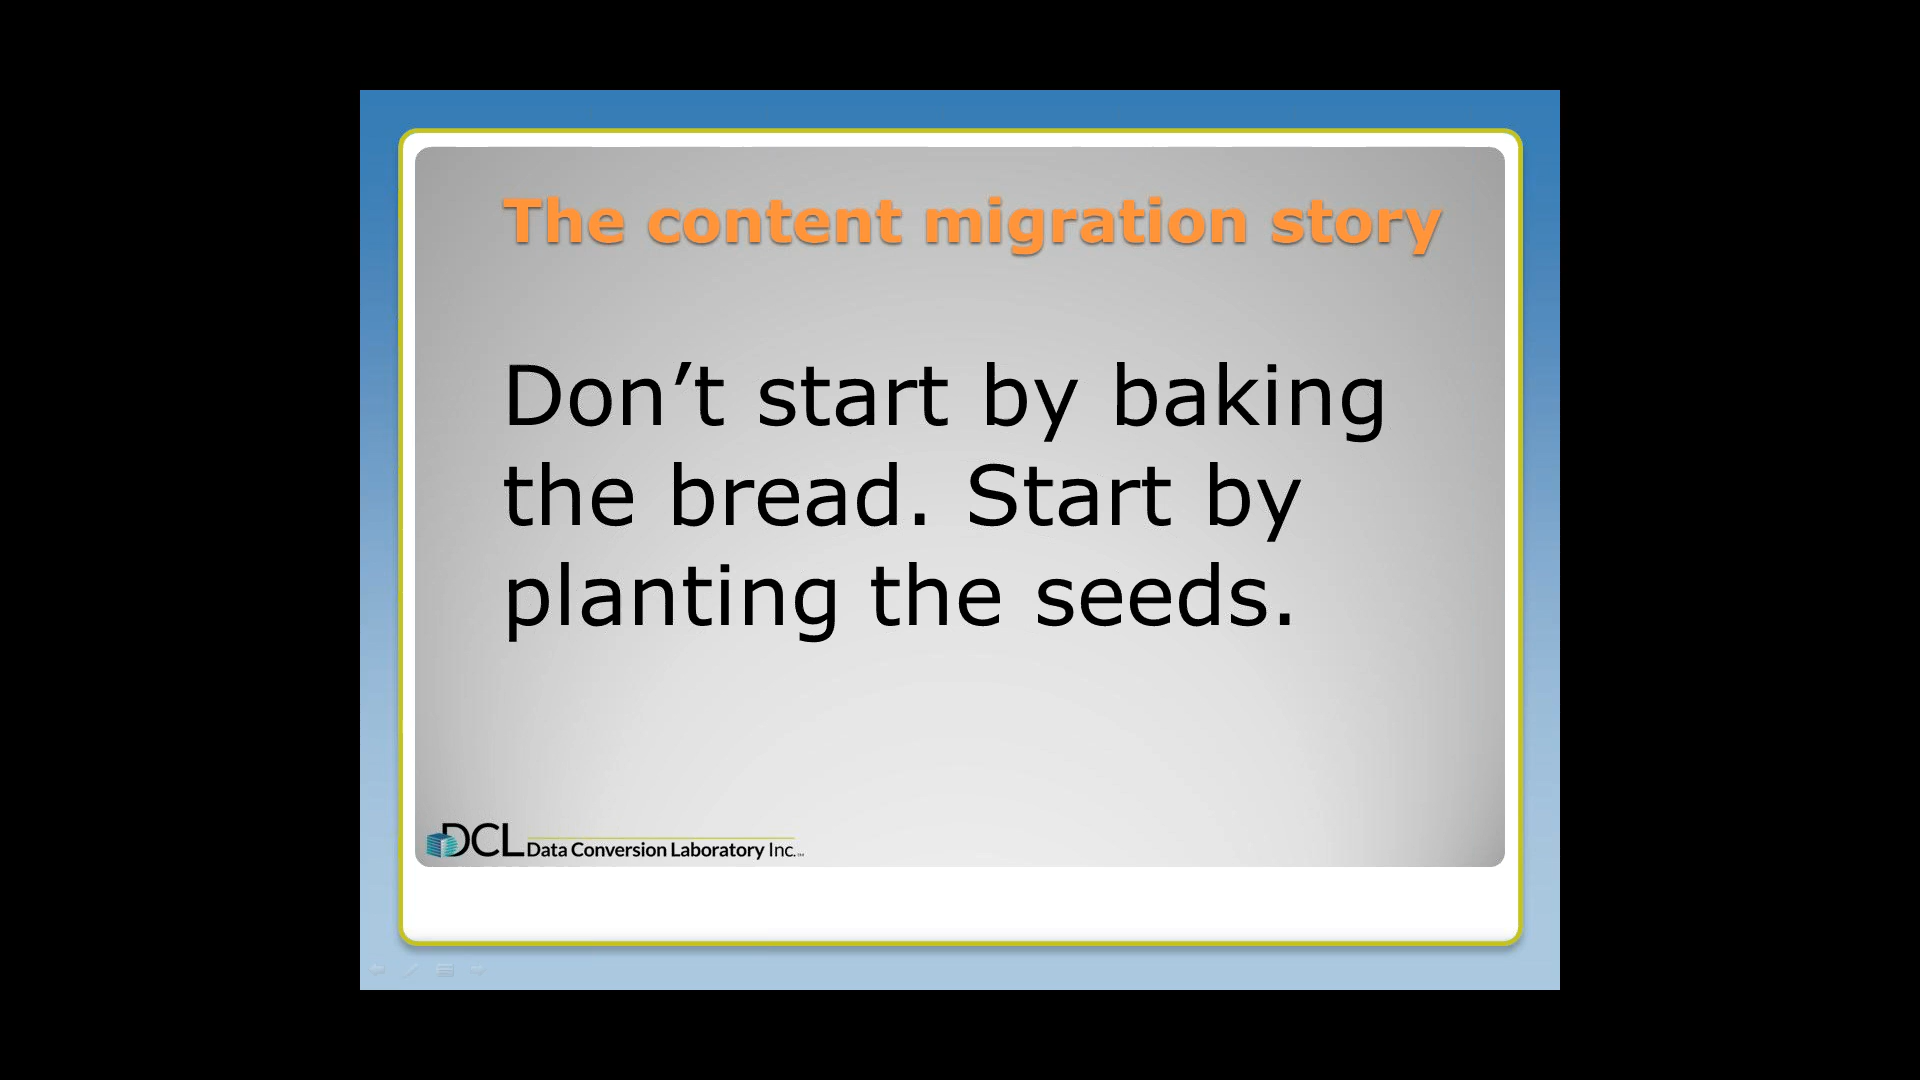 The content migration story
Don’t start by baking
the bread. Start by
planting the seeds.
DCL Data Conversion Laboratory Inc.